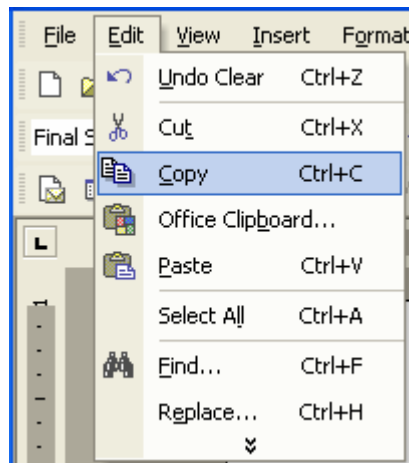 File Edit View Insert Format
Undo Clear Ctrl+Z
Cut Ctrl+X
Final S
Copy Ctrl+C
Office Clipboard...
Paste Ctrl+V
Select All Ctrl+A
Find... Ctrl+F
Replace... Ctrl+H